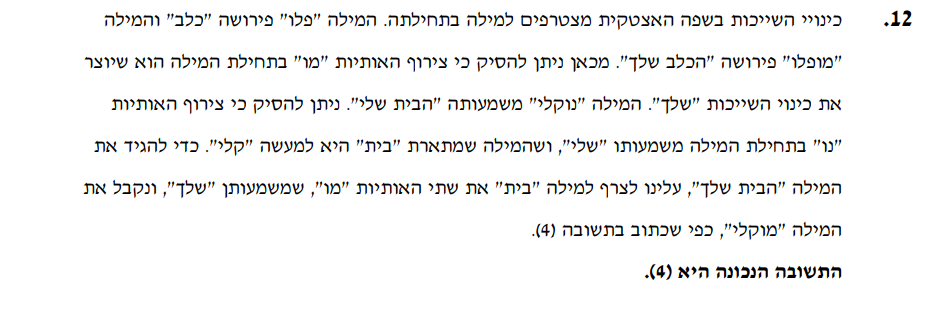 12. כינויי השייכות בשפה האצטקית מצטרפים למילה בתחילתה. המילה "פלו" פירושה "כלב" והמילה
"מופלו" פירושה "הכלב שלך". מכאן ניתן להסיק כי צירוף האותיות "מו" בתחילת המילה הוא שיוצר
את כינוי השייכות "שלך". המילה "נוקלי" משמעותה "הבית שלי". ניתן להסיק כי צירוף האותיות
"נו" בתחילת המילה משמעותו "שלי", ושהמילה שמתארת "בית" היא למעשה "קלי". כדי להגיד את
המילה "הבית שלך", עלינו לצרף למילה "בית" את שתי האותיות "מו", שמשמעותן "שלך", ונקבל את
המילה "מוקלי", כפי שכתוב בתשובה (4).
התשובה הנכונה היא (4).